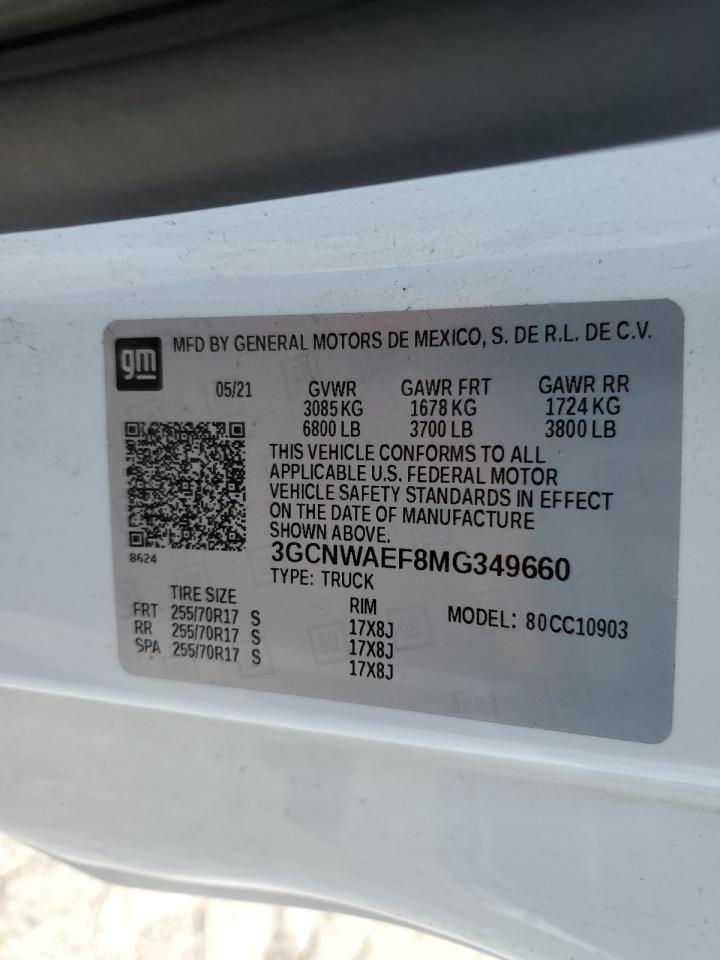 gm MFD BY GENERAL MOTORS DE MEXICO, S. DE R.L. DE C.V.
05/21 GVWR GAWR FRT GAWR RR
3085 KG 1678 KG 1724 KG
6800 LB 3700 LB 3800 LB
THIS VEHICLE CONFORMS TO ALL
APPLICABLE U.S. FEDERAL MOTOR
VEHICLE SAFETY STANDARDS IN EFFECT
ON THE DATE OF MANUFACTURE
SHOWN ABOVE.
8624
3GCNWAEF8MG349660
TYPE: TRUCK
TIRE SIZE RIM MODEL: 80CC10903
FRT 255/70R17 S 17X8J
RR 255/70R17 S 17X8J
SPA 255/70R17 S 17X8J